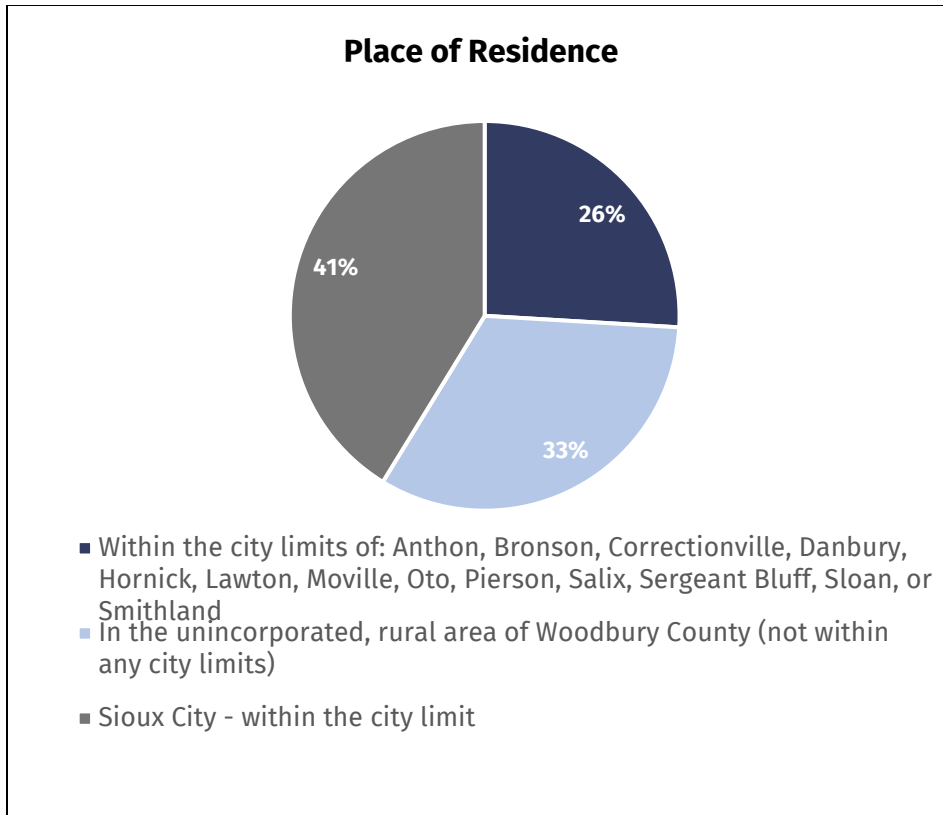 Place of Residence
26%
41%
33%
Within the city limits of: Anthon, Bronson, Correctionville, Danbury,
Hornick, Lawton, Moville, Oto, Pierson, Salix, Sergeant Bluff, Sloan, or
Smithland
In the unincorporated, rural area of Woodbury County (not within
any city limits)
Sioux City - within the city limit